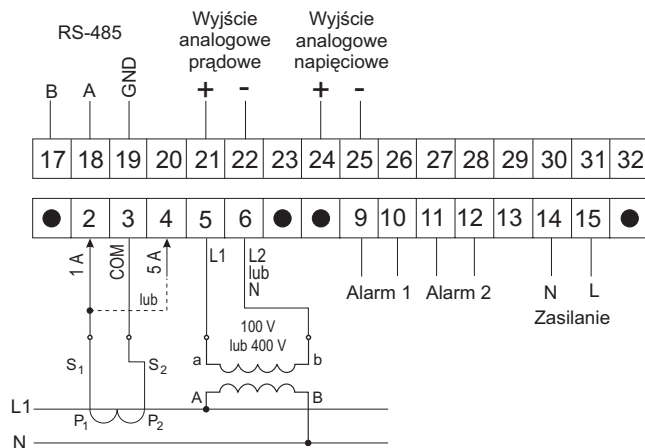 RS-485
Wyjście
analogowe
prądowe
Wyjście
analogowe
napięciowe
B A GND + - + -
17 18 19 20 21 22 23 24 25 26 27 28 29 30 31 32
2 3 4 5 6 9 10 11 12 13 14 15
1 A COM 5 A L1 L2
lub
N
lub
Alarm 1 Alarm 2 N L
Zasilanie
100 V
lub 400 V
S1 S2 a b
A B
L1 P1 P2
N